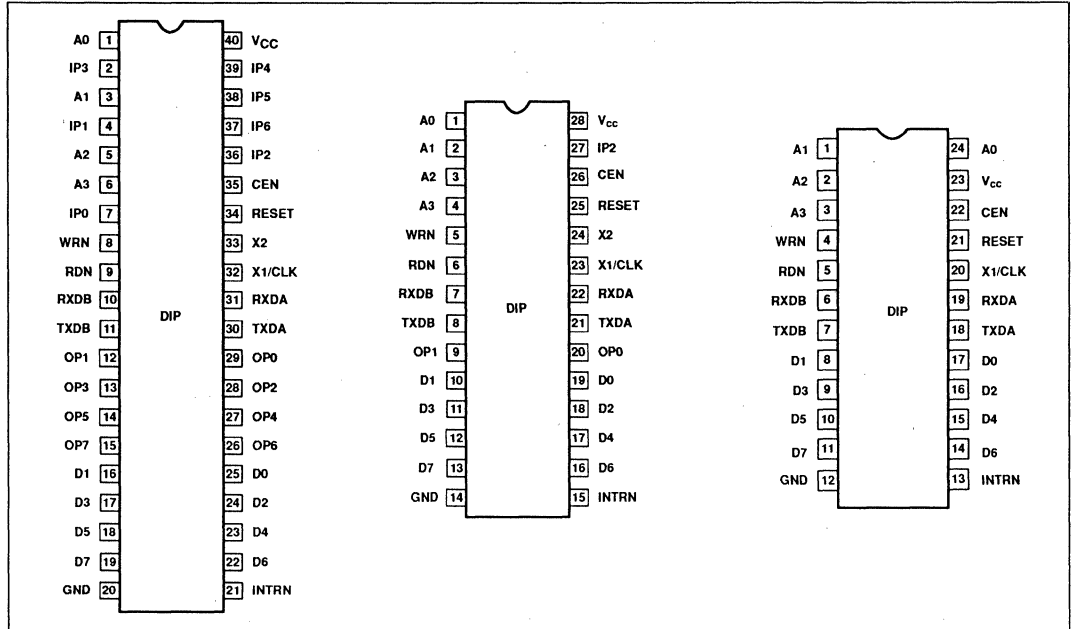 A0 1 40 VCC
IP3 2 39 IP4
A1 3 38 IP5
IP1 4 37 IP6
A2 5 36 IP2
A3 6 35 CEN
IP0 7 34 RESET
WRN 8 33 X2
RDN 9 32 X1/CLK
RXDB 10 31 RXDA
DIP
TXDB 11 30 TXDA
OP1 12 29 OP0
OP3 13 28 OP2
OP5 14 27 OP4
OP7 15 26 OP6
D1 16 25 D0
D3 17 24 D2
D5 18 23 D4
D7 19 22 D6
GND 20 21 INTRN
A0 1 28 Vcc
A1 2 27 IP2
A2 3 26 CEN
A3 4 25 RESET
WRN 5 24 X2
RDN 6 23 X1/CLK
RXDB 7 22 RXDA
DIP
TXDB 8 21 TXDA
OP1 9 20 OP0
D1 10 19 D0
D3 11 18 D2
D5 12 17 D4
D7 13 16 D6
GND 14 15 INTRN
A1 1 24 A0
A2 2 23 Vcc
A3 3 22 CEN
WRN 4 21 RESET
RDN 5 20 X1/CLK
RXDB 6 19 RXDA
DIP
TXDB 7 18 TXDA
D1 8 17 D0
D3 9 16 D2
D5 10 15 D4
D7 11 14 D6
GND 12 13 INTRN